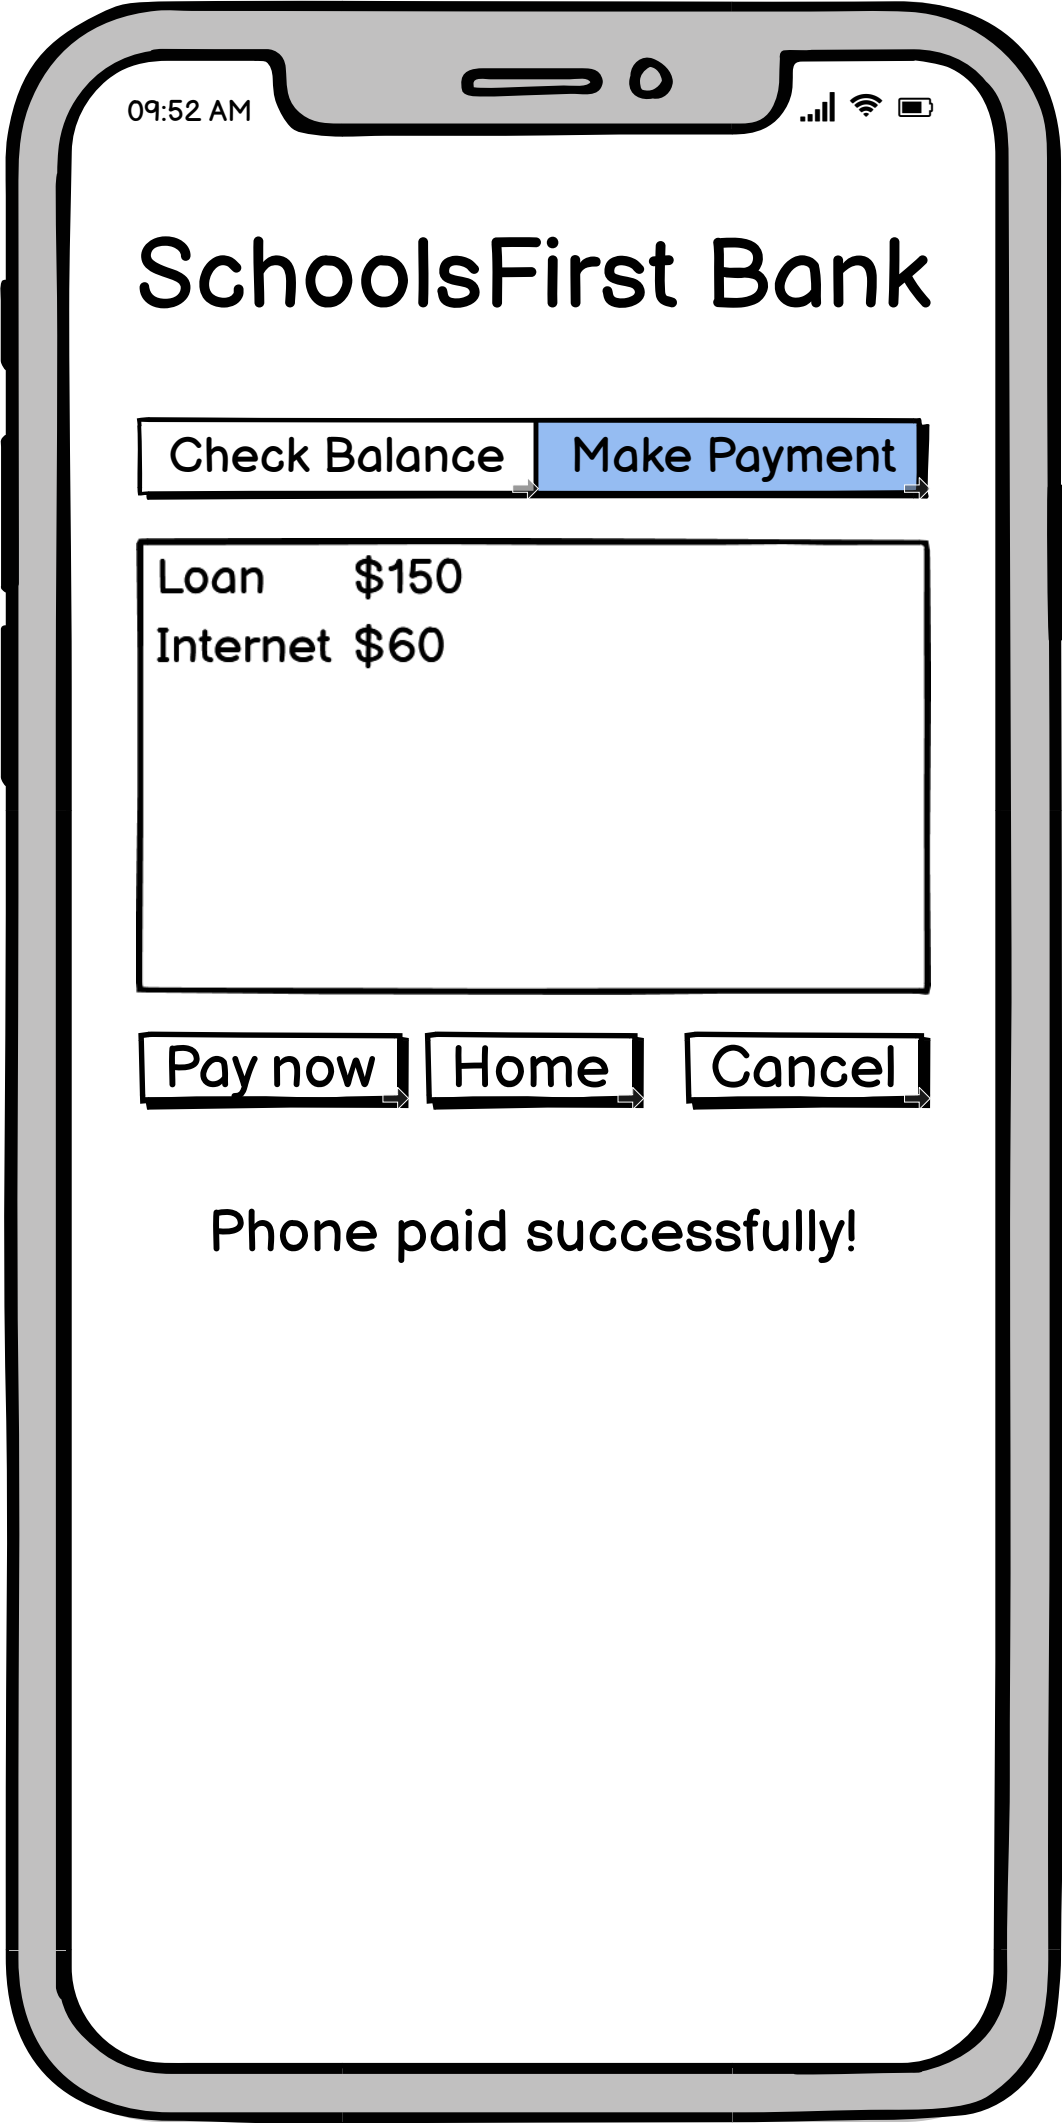 09:52 AM
SchoolsFirst Bank
Check Balance Make Payment
Loan $150
Internet $60
Pay now Home Cancel
Phone paid successfully!